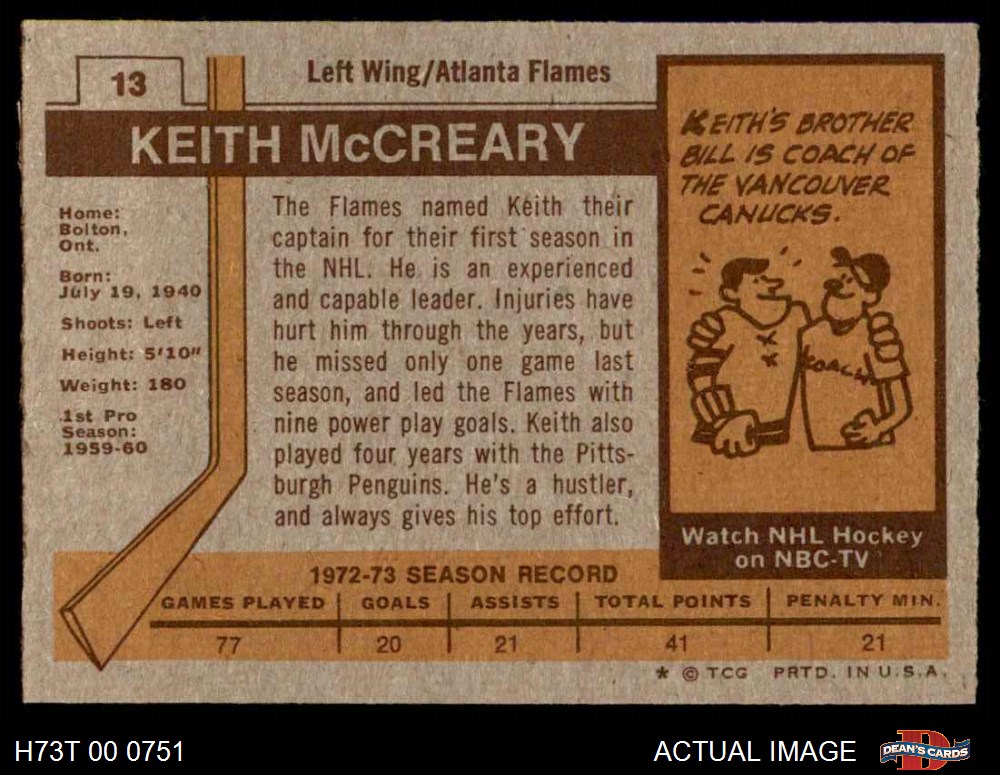 13
Left Wing/Atlanta Flames
KEITH McCREARY
Home:
Bolton,
Ont.
Born:
July 19, 1940
Shoots: Left
Height: 5'10"
Weight: 180
1st Pro
Season:
1959-60
The Flames named Keith their
captain for their first season in
the NHL. He is an experienced
and capable leader. Injuries have
hurt him through the years, but
he missed only one game last
season, and led the Flames with
nine power play goals. Keith also
played four years with the Pitts-
burgh Penguins. He's a hustler,
and always gives his top effort.
KEITH'S BROTHER
BILL IS COACH OF
THE VANCOUVER
CANUCKS.
COACH
Watch NHL Hockey
on NBC-TV
1972-73 SEASON RECORD
GAMES PLAYED GOALS ASSISTS TOTAL POINTS PENALTY MIN.
77 20 21 41 21
* © TCG PRTD. IN U.S.A.
H73T 00 0751
ACTUAL IMAGE
D
DEAN'S CARDS